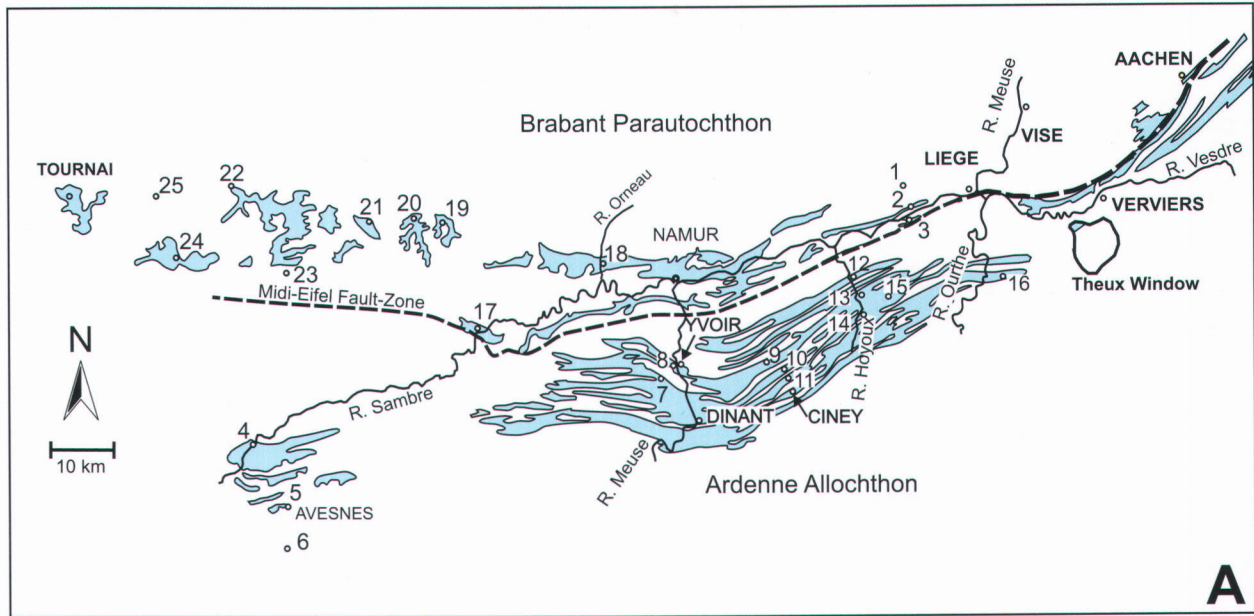 AACHEN
R. Meuse
VISE
Brabant Parautochthon
LIEGE
R. Vesdre
TOURNAI
25
22
21
20
19
R. Orneau
1
2
3
VERVIERS
24
23
18
NAMUR
12
13
15
R. Ourthe
16
Theux Window
Midi-Eifel Fault-Zone
17
14
YVOIR
R. Hoyoux
N
8
9
10
7
11
R. Sambre
DINANT
CINEY
4
10 km
R. Meuse
5
AVESNES
Ardenne Allochthon
6
A